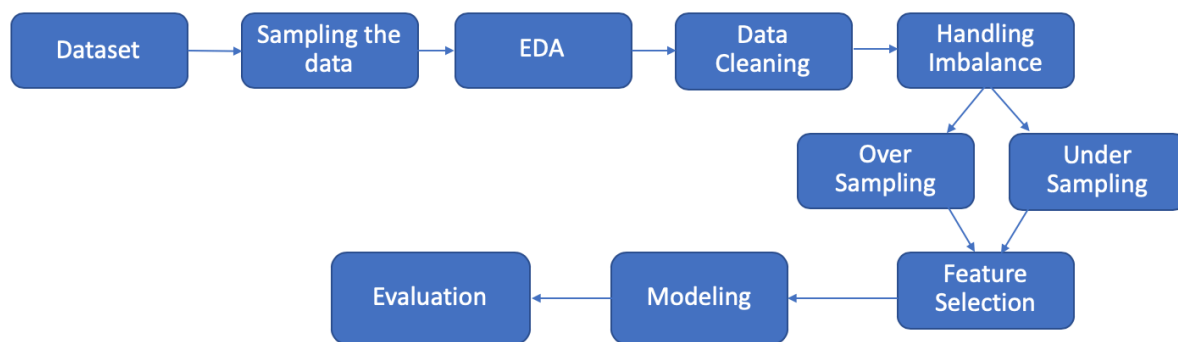 Dataset
Sampling the
data
EDA
Data
Cleaning
Handling
Imbalance
Over
Sampling
Under
Sampling
Feature
Selection
Modeling
Evaluation